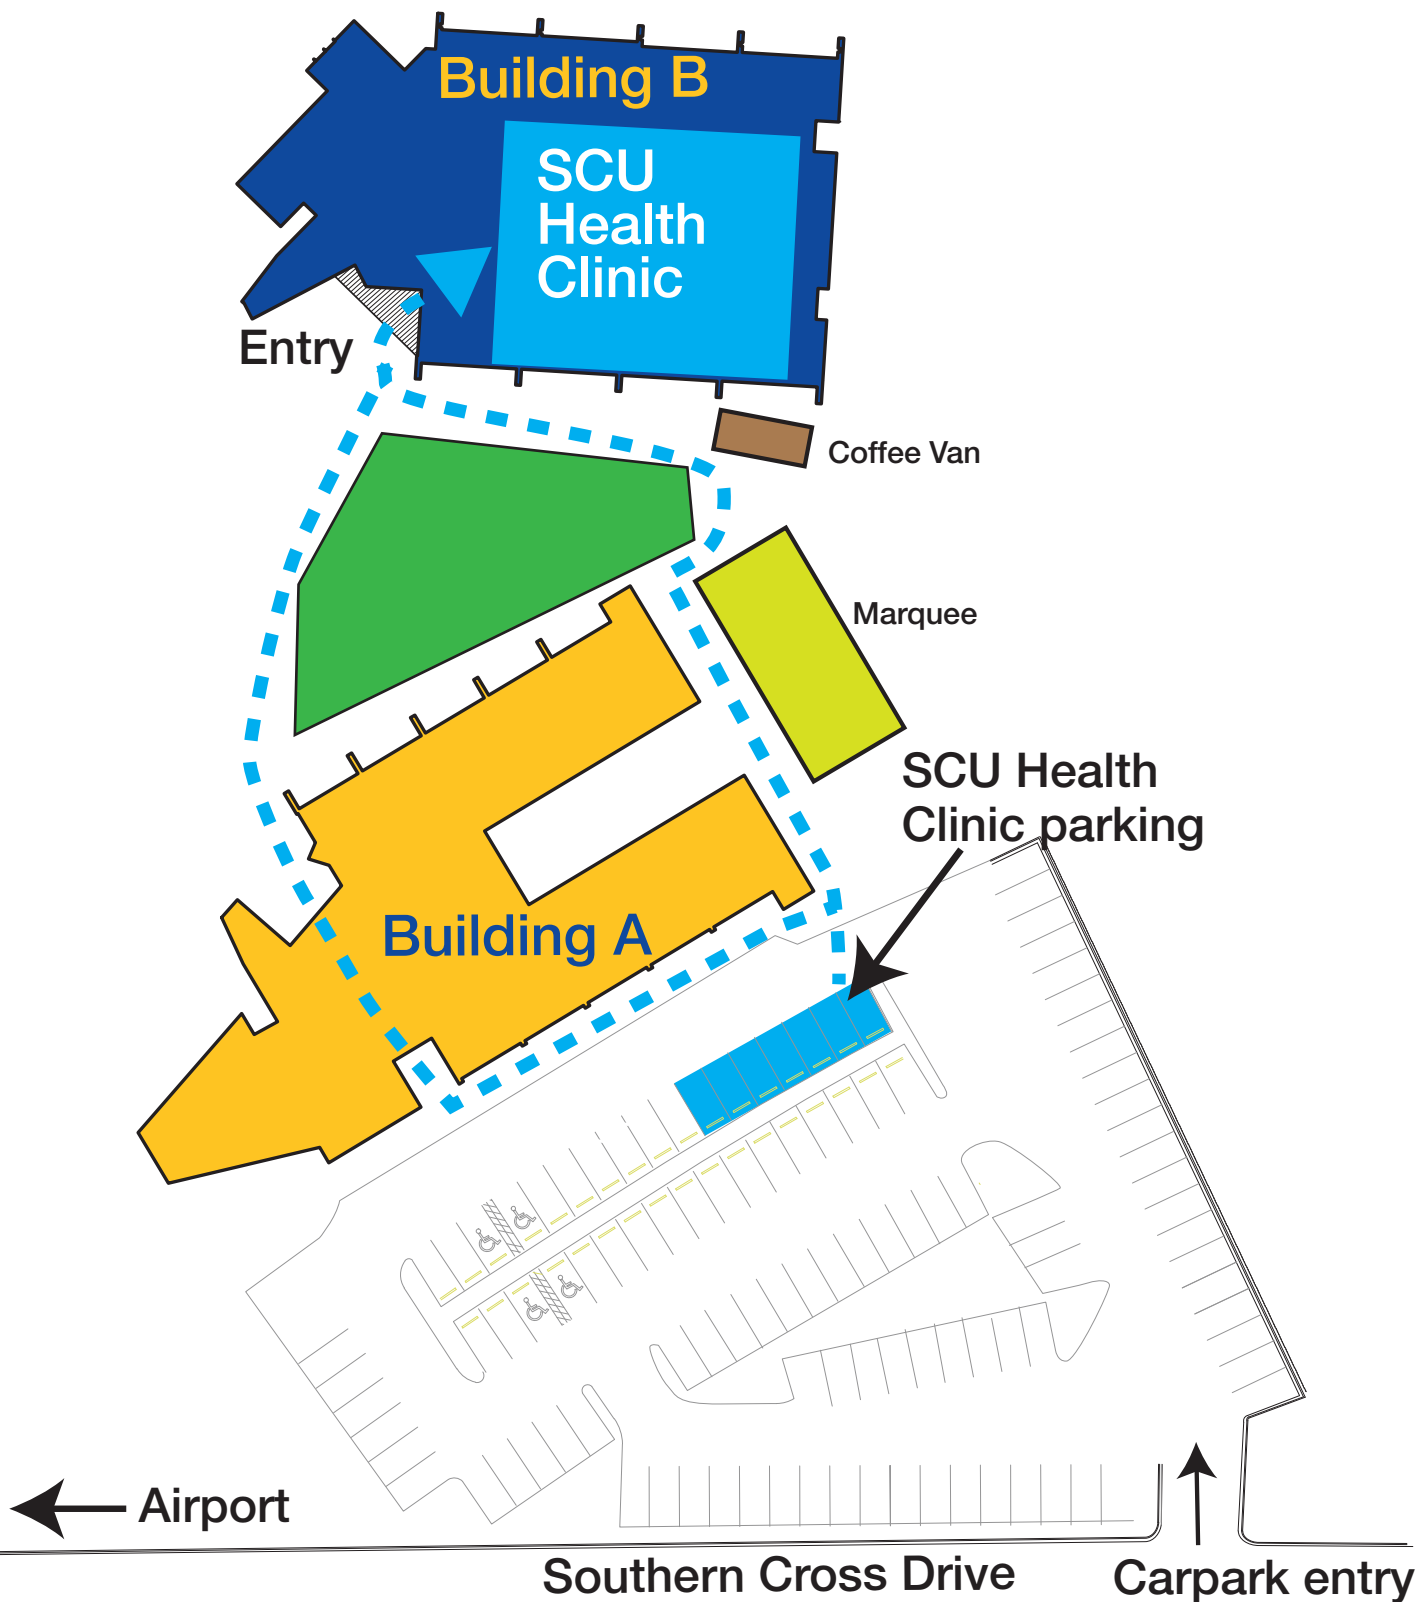 Building B
SCU
Health
Clinic
Entry
Coffee Van
Marquee
SCU Health
Clinic parking
Building A
Airport
Southern Cross Drive
Carpark entry